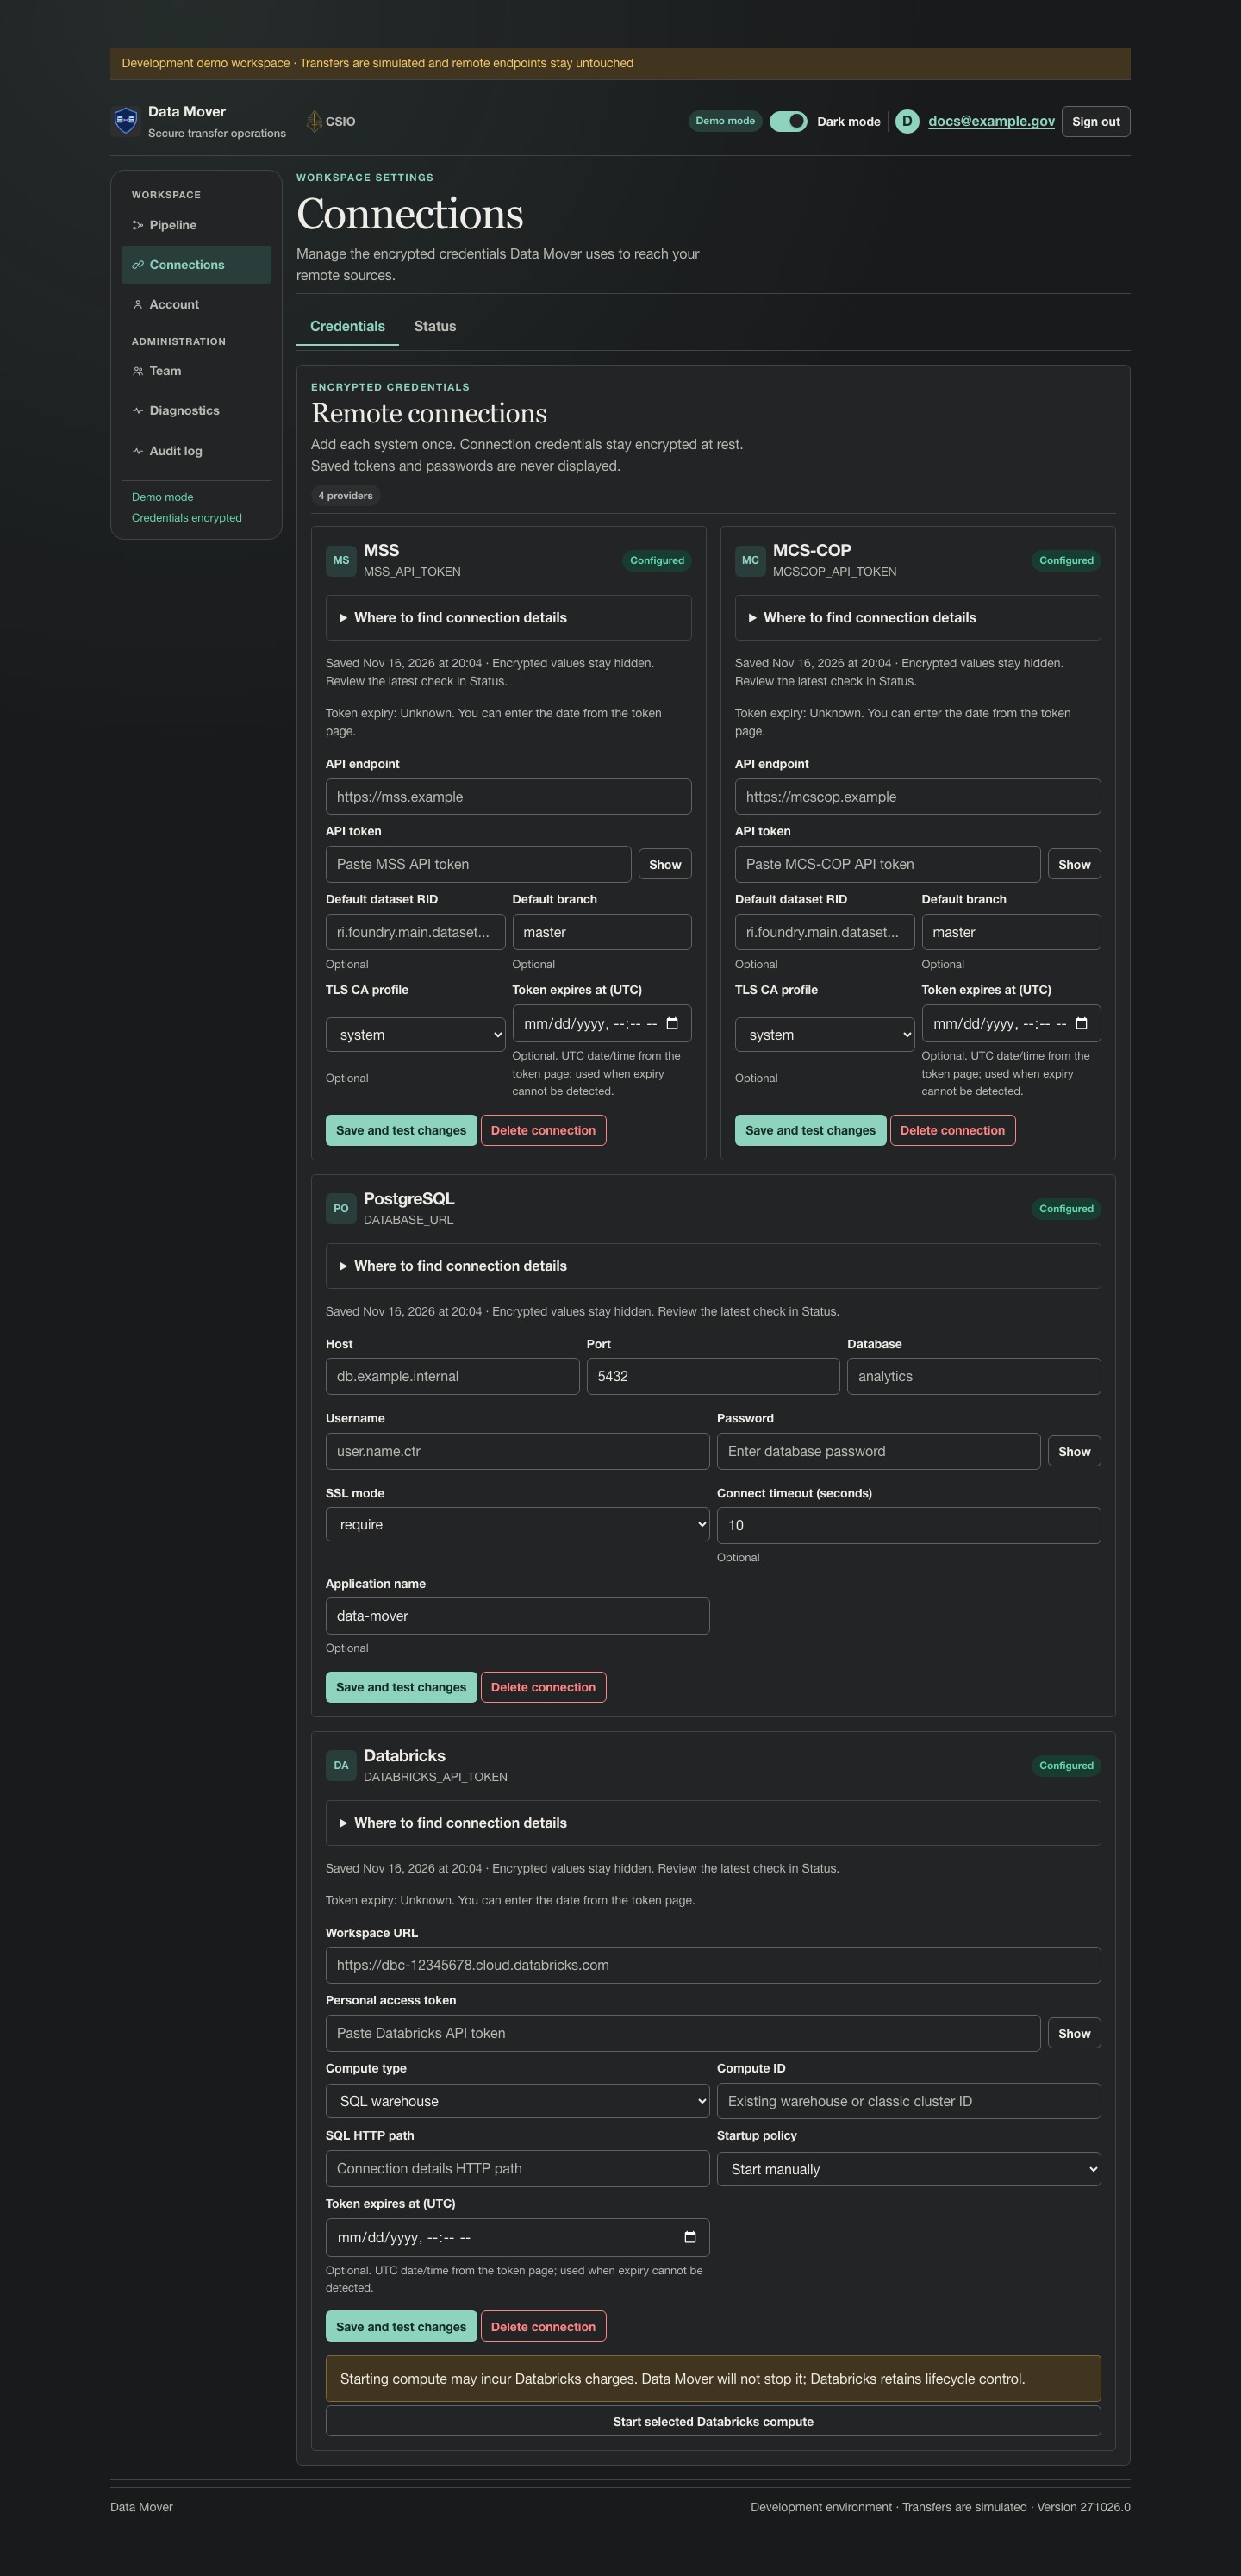 Development demo workspace · Transfers are simulated and remote endpoints stay untouched
Data Mover
Secure transfer operations
CSIO
Demo mode
Dark mode
D
docs@example.gov
Sign out
WORKSPACE
Pipeline
Connections
Account
ADMINISTRATION
Team
Diagnostics
Audit log
Demo mode
Credentials encrypted
WORKSPACE SETTINGS
Connections
Manage the encrypted credentials Data Mover uses to reach your
remote sources.
Credentials
Status
ENCRYPTED CREDENTIALS
Remote connections
Add each system once. Connection credentials stay encrypted at rest.
Saved tokens and passwords are never displayed.
4 providers
MS
MSS
MSS_API_TOKEN
Configured
Where to find connection details
Saved Nov 16, 2026 at 20:04 · Encrypted values stay hidden.
Review the latest check in Status.
Token expiry: Unknown. You can enter the date from the token
page.
API endpoint
https://mss.example
API token
Paste MSS API token
Show
Default dataset RID
Default branch
ri.foundry.main.dataset...
master
Optional
Optional
TLS CA profile
Token expires at (UTC)
system
mm/dd/yyyy, --:-- --
Optional
Optional. UTC date/time from the
token page; used when expiry
cannot be detected.
Save and test changes
Delete connection
MC
MCS-COP
MCSCOP_API_TOKEN
Configured
Where to find connection details
Saved Nov 16, 2026 at 20:04 · Encrypted values stay hidden.
Review the latest check in Status.
Token expiry: Unknown. You can enter the date from the token
page.
API endpoint
https://mcscop.example
API token
Paste MCS-COP API token
Show
Default dataset RID
Default branch
ri.foundry.main.dataset...
master
Optional
Optional
TLS CA profile
Token expires at (UTC)
system
mm/dd/yyyy, --:-- --
Optional
Optional. UTC date/time from the
token page; used when expiry
cannot be detected.
Save and test changes
Delete connection
PO
PostgreSQL
DATABASE_URL
Configured
Where to find connection details
Saved Nov 16, 2026 at 20:04 · Encrypted values stay hidden. Review the latest check in Status.
Host
Port
Database
db.example.internal
5432
analytics
Username
Password
user.name.ctr
Enter database password
Show
SSL mode
Connect timeout (seconds)
require
10
Optional
Application name
data-mover
Optional
Save and test changes
Delete connection
DA
Databricks
DATABRICKS_API_TOKEN
Configured
Where to find connection details
Saved Nov 16, 2026 at 20:04 · Encrypted values stay hidden. Review the latest check in Status.
Token expiry: Unknown. You can enter the date from the token page.
Workspace URL
https://dbc-12345678.cloud.databricks.com
Personal access token
Paste Databricks API token
Show
Compute type
Compute ID
SQL warehouse
Existing warehouse or classic cluster ID
SQL HTTP path
Startup policy
Connection details HTTP path
Start manually
Token expires at (UTC)
mm/dd/yyyy, --:-- --
Optional. UTC date/time from the token page; used when expiry cannot be
detected.
Save and test changes
Delete connection
Starting compute may incur Databricks charges. Data Mover will not stop it; Databricks retains lifecycle control.
Start selected Databricks compute
Data Mover
Development environment · Transfers are simulated · Version 271026.0